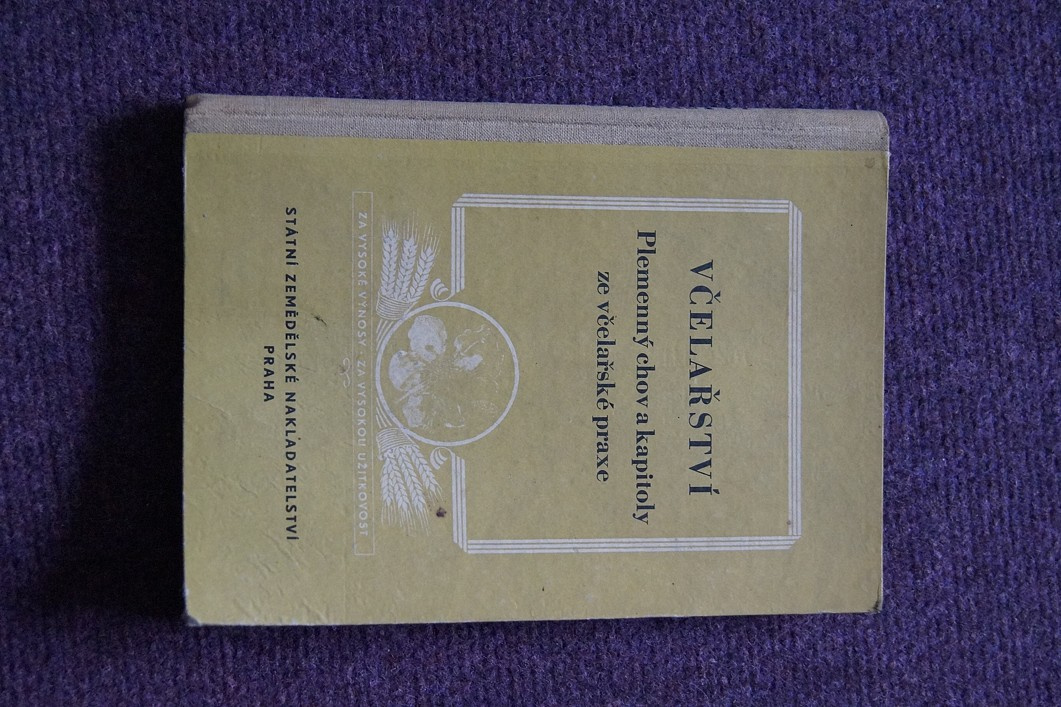 VČELAŘSTVÍ
Plemenný chov a kapitoly
ze včelařské praxe
ZA VYSOKÉ VÝNOSY · ZA VYSOKOU UŽITKOVOST
STÁTNÍ ZEMĚDĚLSKÉ NAKLADATELSTVÍ
PRAHA